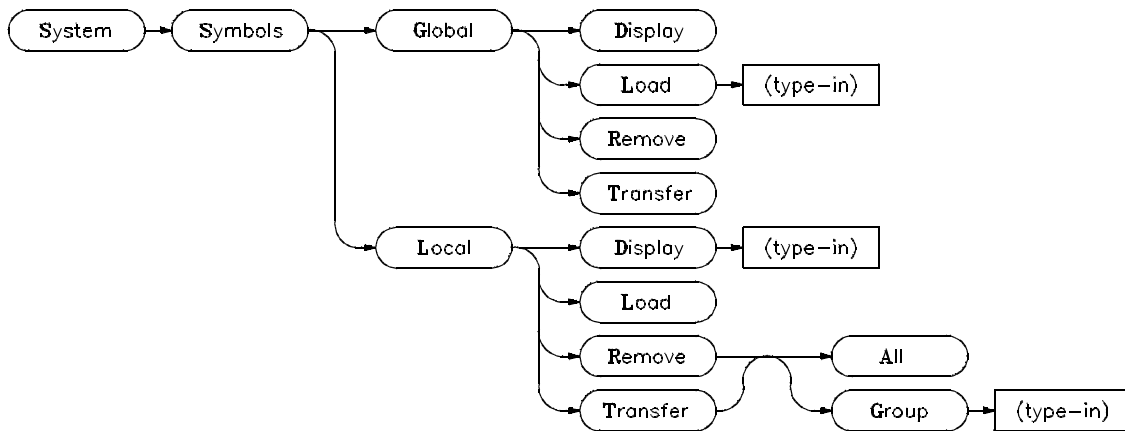 System Symbols Global Display
Load (type-in)
Remove
Transfer
Local Display (type-in)
Load
Remove All
Transfer Group (type-in)